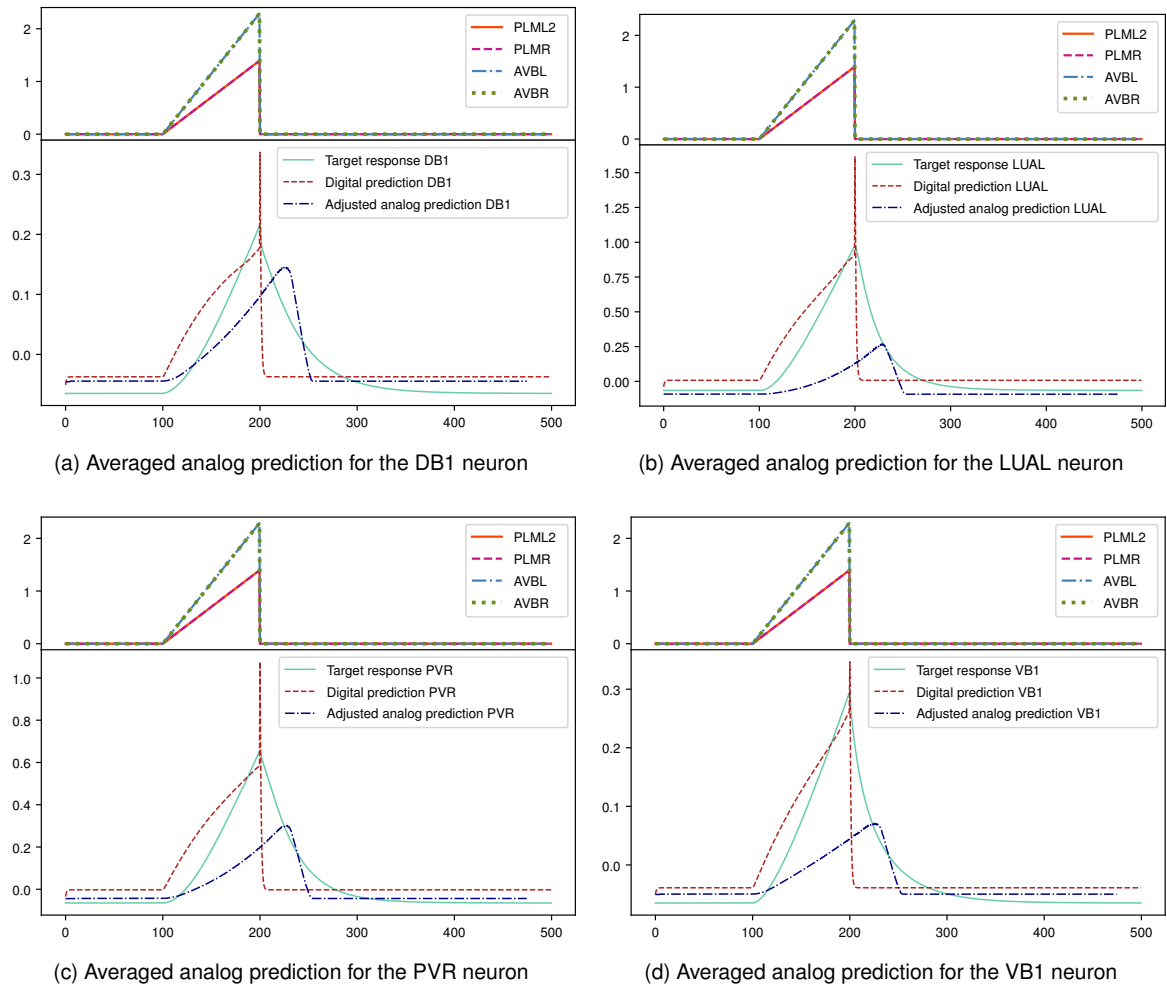 2
1
0
PLML2
PLMR
AVBL
AVBR
0.3
0.2
0.1
0.0
Target response DB1
Digital prediction DB1
Adjusted analog prediction DB1
0 100 200 300 400 500
(a) Averaged analog prediction for the DB1 neuron
2
1
0
PLML2
PLMR
AVBL
AVBR
1.50
1.25
1.00
0.75
0.50
0.25
0.00
Target response LUAL
Digital prediction LUAL
Adjusted analog prediction LUAL
0 100 200 300 400 500
(b) Averaged analog prediction for the LUAL neuron
2
1
0
PLML2
PLMR
AVBL
AVBR
1.0
0.8
0.6
0.4
0.2
0.0
Target response PVR
Digital prediction PVR
Adjusted analog prediction PVR
0 100 200 300 400 500
(c) Averaged analog prediction for the PVR neuron
2
1
0
PLML2
PLMR
AVBL
AVBR
0.3
0.2
0.1
0.0
Target response VB1
Digital prediction VB1
Adjusted analog prediction VB1
0 100 200 300 400 500
(d) Averaged analog prediction for the VB1 neuron